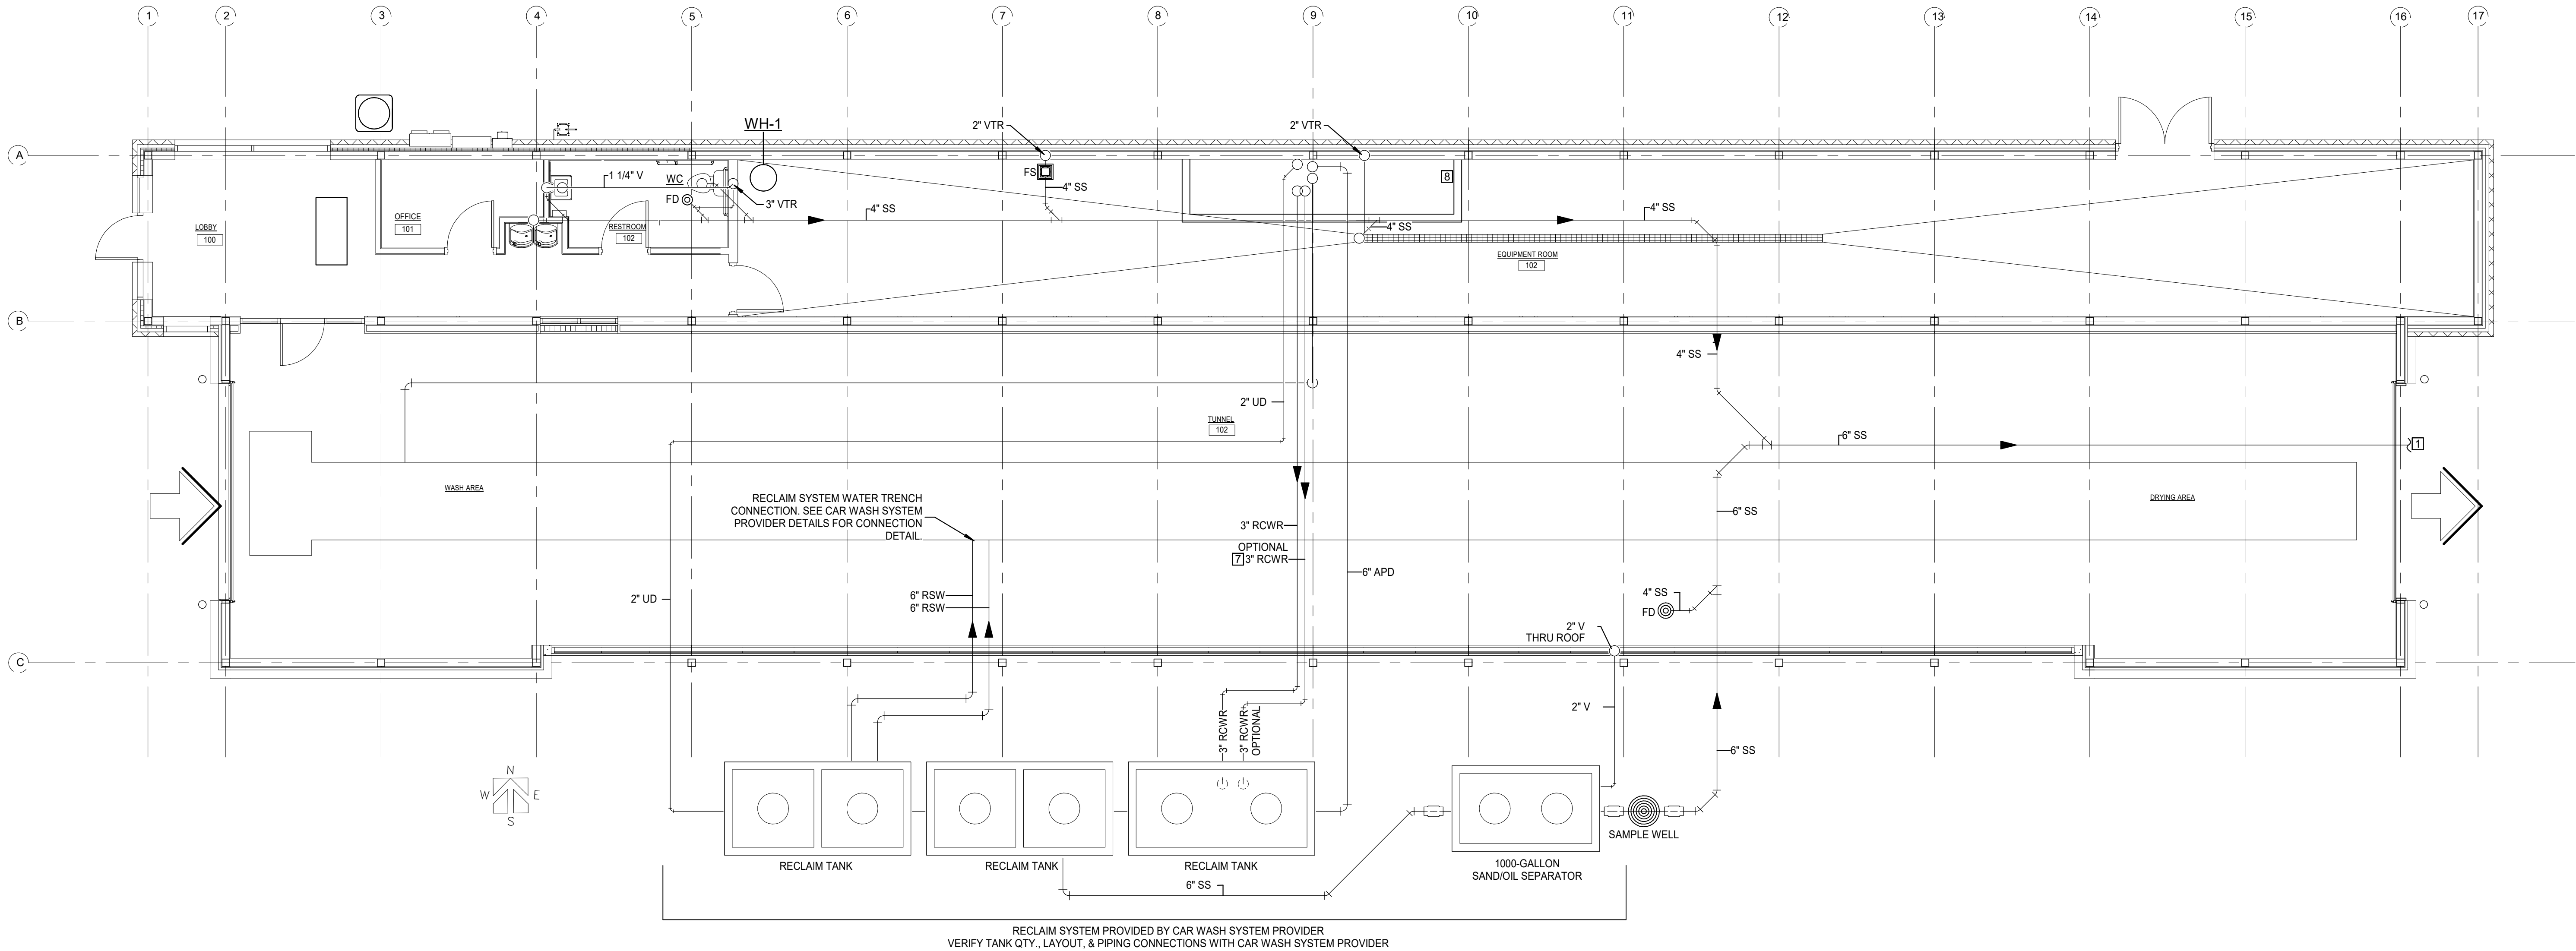 1
2
3
4
5
6
7
8
9
10
11
12
13
14
15
16
17
A
B
C
WH-1
2" VTR
2" VTR
1 1/4" V
WC
FD
3" VTR
FS
4" SS
4" SS
4" SS
4" SS
8
LOBBY
100
OFFICE
101
RESTROOM
102
EQUIPMENT ROOM
102
4" SS
2" UD
TUNNEL
102
6" SS
1
WASH AREA
DRYING AREA
RECLAIM SYSTEM WATER TRENCH
CONNECTION. SEE CAR WASH SYSTEM
PROVIDER DETAILS FOR CONNECTION
DETAIL.
3" RCWR
OPTIONAL
7 3" RCWR
6" APD
6" SS
2" UD
6" RSW
6" RSW
4" SS
FD
2" V
THRU ROOF
2" V
3" RCWR
3" RCWR
OPTIONAL
6" SS
N
W E
S
RECLAIM TANK
RECLAIM TANK
RECLAIM TANK
1000-GALLON
SAND/OIL SEPARATOR
SAMPLE WELL
6" SS
RECLAIM SYSTEM PROVIDED BY CAR WASH SYSTEM PROVIDER
VERIFY TANK QTY., LAYOUT, & PIPING CONNECTIONS WITH CAR WASH SYSTEM PROVIDER